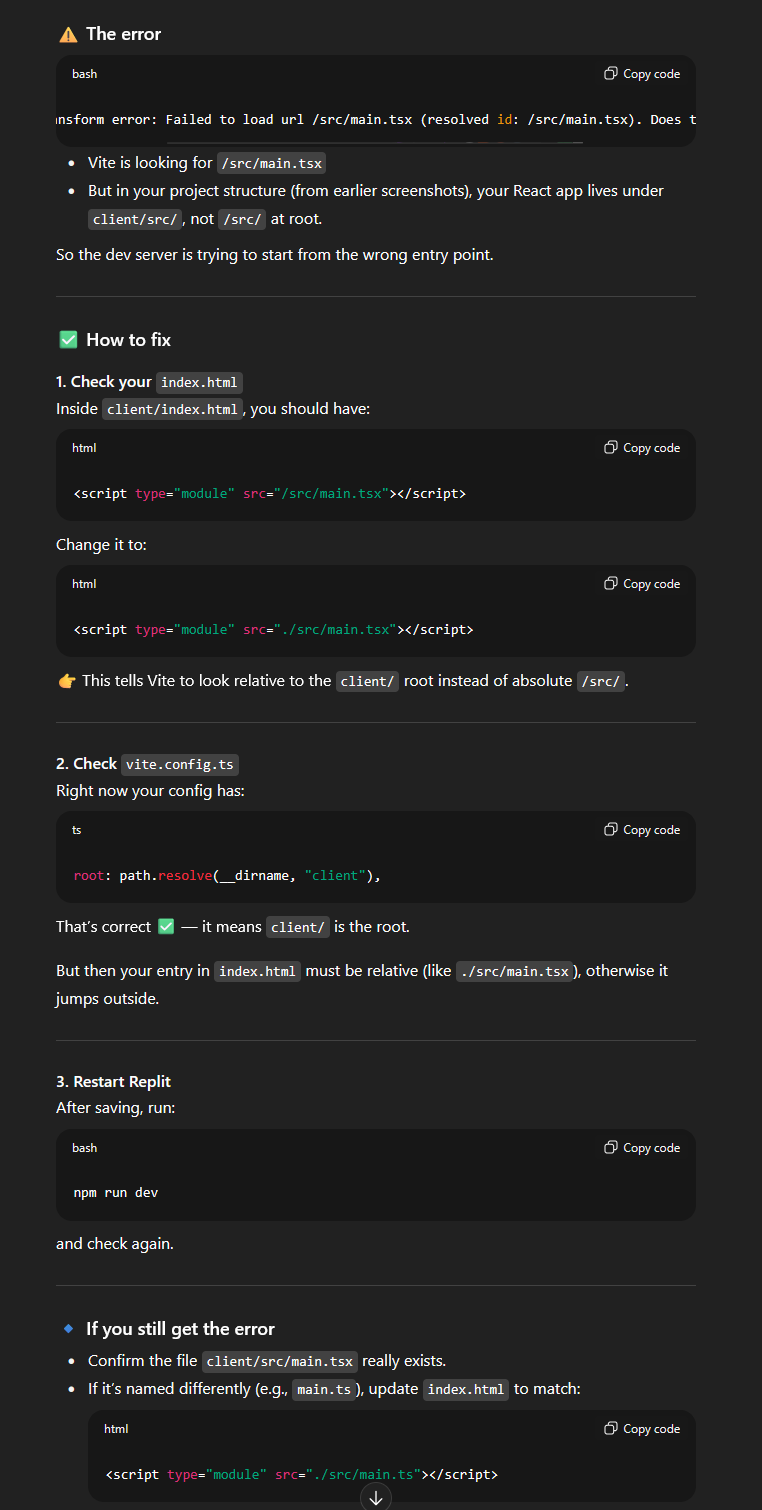 ⚠️ The error
bash
Copy code
nsform error: Failed to load url /src/main.tsx (resolved id: /src/main.tsx). Does t
• Vite is looking for /src/main.tsx
• But in your project structure (from earlier screenshots), your React app lives under
client/src/, not /src/ at root.
So the dev server is trying to start from the wrong entry point.
✅ How to fix
1. Check your index.html
Inside client/index.html, you should have:
html
Copy code
<script type="module" src="/src/main.tsx"></script>
Change it to:
html
Copy code
<script type="module" src="./src/main.tsx"></script>
👉 This tells Vite to look relative to the client/ root instead of absolute /src/.
2. Check vite.config.ts
Right now your config has:
ts
Copy code
root: path.resolve(__dirname, "client"),
That's correct ✅ — it means client/ is the root.
But then your entry in index.html must be relative (like ./src/main.tsx), otherwise it
jumps outside.
3. Restart Replit
After saving, run:
bash
Copy code
npm run dev
and check again.
🔹 If you still get the error
• Confirm the file client/src/main.tsx really exists.
• If it's named differently (e.g., main.ts), update index.html to match:
html
Copy code
<script type="module" src="./src/main.ts"></script>